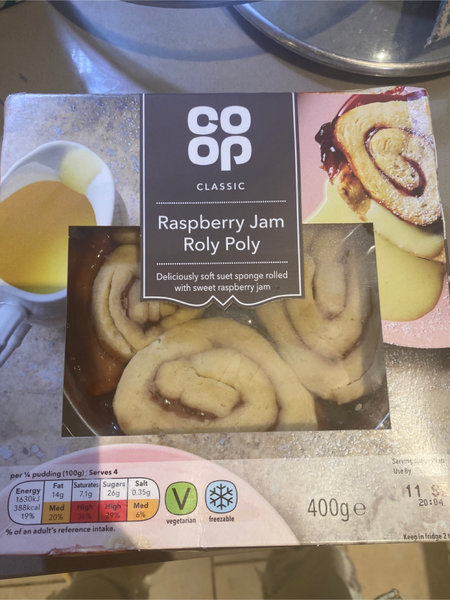 CO
OP
CLASSIC
Raspberry Jam
Roly Poly
Deliciously soft suet sponge rolled
with sweet raspberry jam
per ¼ pudding (100g) Serves 4
Energy
1630kJ
388kcal
19%
Fat
14g
Med
20%
Saturates
7.1g
High
Sugars
26g
High
29%
Salt
0.35g
Med
6%
% of an adult's reference intake.
V
vegetarian
freezable
400g e
Serving
Use by
11
20:04
Keep in fridge 2